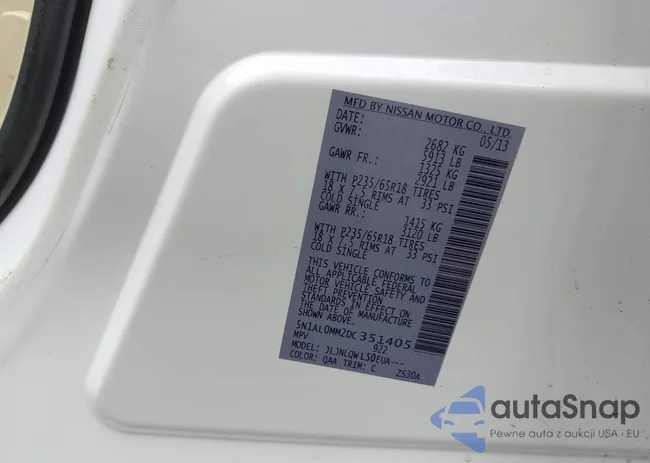 MFD BY NISSAN MOTOR CO., LTD.
DATE: 05/13
GVWR: 2682 KG
5913 LB
GAWR FR.: 1325 KG
2921 LB
WITH P235/65R18 TIRES
18 X 7.5 RIMS AT 33 PSI
COLD SINGLE
GAWR RR.: 1415 KG
3120 LB
WITH P235/65R18 TIRES
18 X 7.5 RIMS AT 33 PSI
COLD SINGLE
THIS VEHICLE CONFORMS TO
ALL APPLICABLE FEDERAL
MOTOR VEHICLE SAFETY AND
THEFT PREVENTION
STANDARDS IN EFFECT ON
THE DATE OF MANUFACTURE
SHOWN ABOVE.
5N1AL0MM2DC351405
MPV 922
MODEL: JLJNLQWL50EUA---
COLOR: QAA TRIM: C ZS30A
autaSnap
Pewne auta z aukcji USA i EU